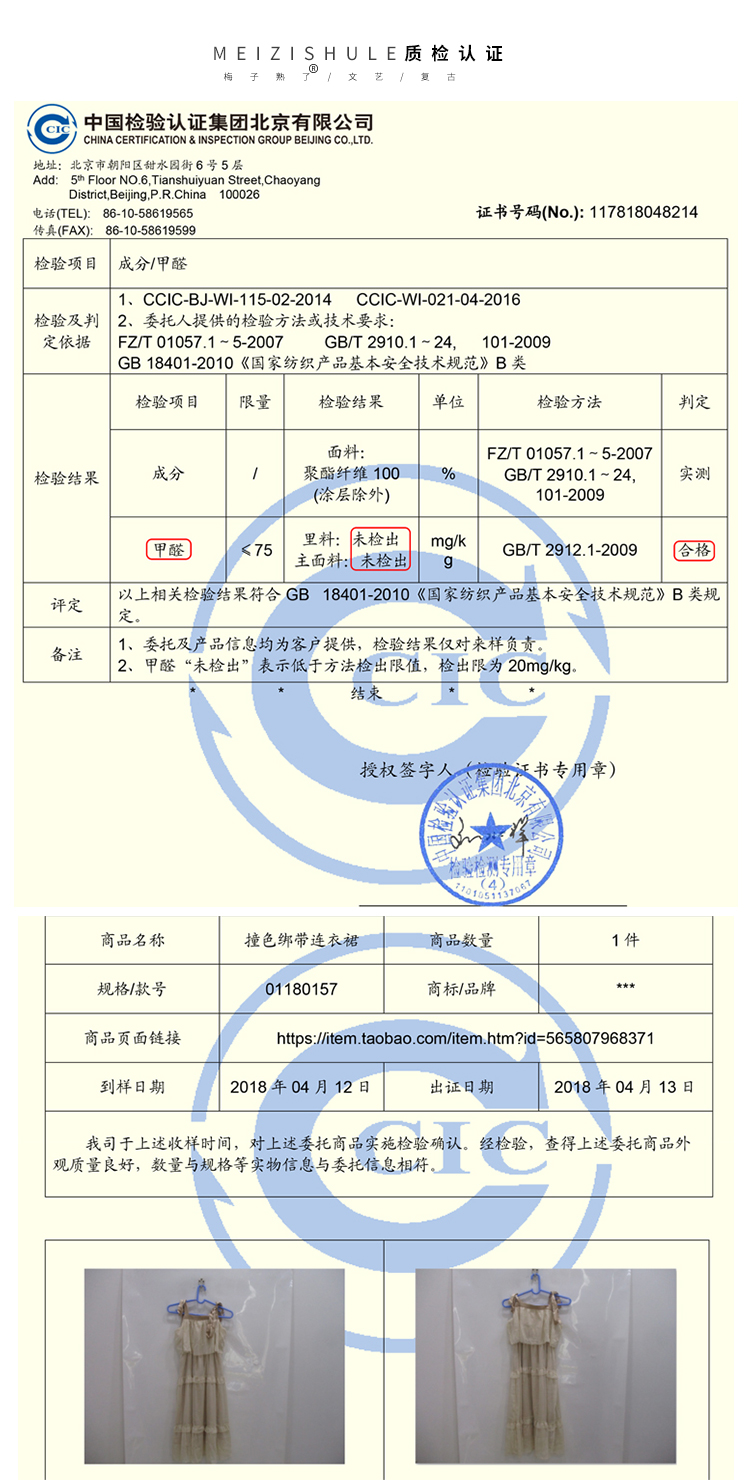 MEIZISHULE质检认证
梅子熟了®/文艺/复古
CIC
中国检验认证集团北京有限公司
CHINA CERTIFICATION & INSPECTION GROUP BEIJING CO.,LTD.
地址：北京市朝阳区甜水园街6号5层
Add: 5th Floor NO.6,Tianshuiyuan Street,Chaoyang
District,Beijing,P.R.China 100026
电话(TEL): 86-10-58619565
传真(FAX): 86-10-58619599
证书号码(No.): 117818048214
检验项目 成分/甲醛
检验及判定依据
1、CCIC-BJ-WI-115-02-2014 CCIC-WI-021-04-2016
2、委托人提供的检验方法或技术要求：
FZ/T 01057.1～5-2007 GB/T 2910.1～24, 101-2009
GB 18401-2010《国家纺织产品基本安全技术规范》B 类
检验结果
检验项目 限量 检验结果 单位 检验方法 判定
成分 / 面料：
聚酯纤维 100
(涂层除外)
%
FZ/T 01057.1～5-2007
GB/T 2910.1～24,
101-2009
实测
甲醛 ≤75 里料：未检出
主面料：未检出
mg/k
g
GB/T 2912.1-2009 合格
评定 以上相关检验结果符合 GB 18401-2010《国家纺织产品基本安全技术规范》B 类规
定。
备注
1、委托及产品信息均为客户提供，检验结果仅对来样负责。
2、甲醛“未检出”表示低于方法检出限值，检出限为 20mg/kg。
* * 结束 * *
CIC
授权签字人（检验证书专用章）
中国检验认证集团北京有限公司
检验检测专用章
(4)
1101051137067
商品名称 撞色绑带连衣裙 商品数量 1 件
规格/款号 01180157 商标/品牌 ***
商品页面链接 https://item.taobao.com/item.htm?id=565807968371
到样日期 2018 年 04 月 12 日 出证日期 2018 年 04 月 13 日
我司于上述收样时间，对上述委托商品实施检验确认。经检验，查得上述委托商品外
观质量良好，数量与规格等实物信息与委托信息相符。
CIC